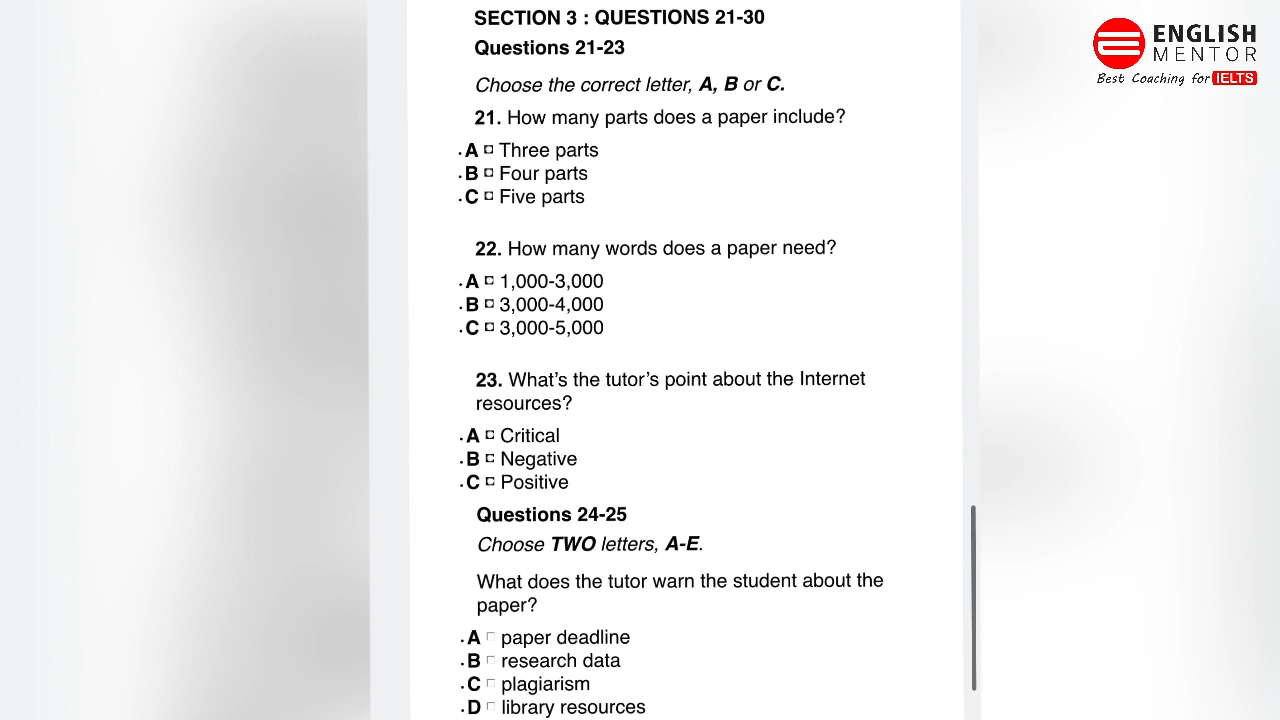 SECTION 3 : QUESTIONS 21-30
Questions 21-23
Choose the correct letter, A, B or C.
21. How many parts does a paper include?
.A Three parts
.B Four parts
.C Five parts
22. How many words does a paper need?
.A 1,000-3,000
.B 3,000-4,000
.C 3,000-5,000
23. What’s the tutor’s point about the Internet
resources?
.A Critical
.B Negative
.C Positive
Questions 24-25
Choose TWO letters, A-E.
What does the tutor warn the student about the
paper?
.A paper deadline
.B research data
.C plagiarism
.D library resources
ENGLISH
MENTOR
Best Coaching for IELTS